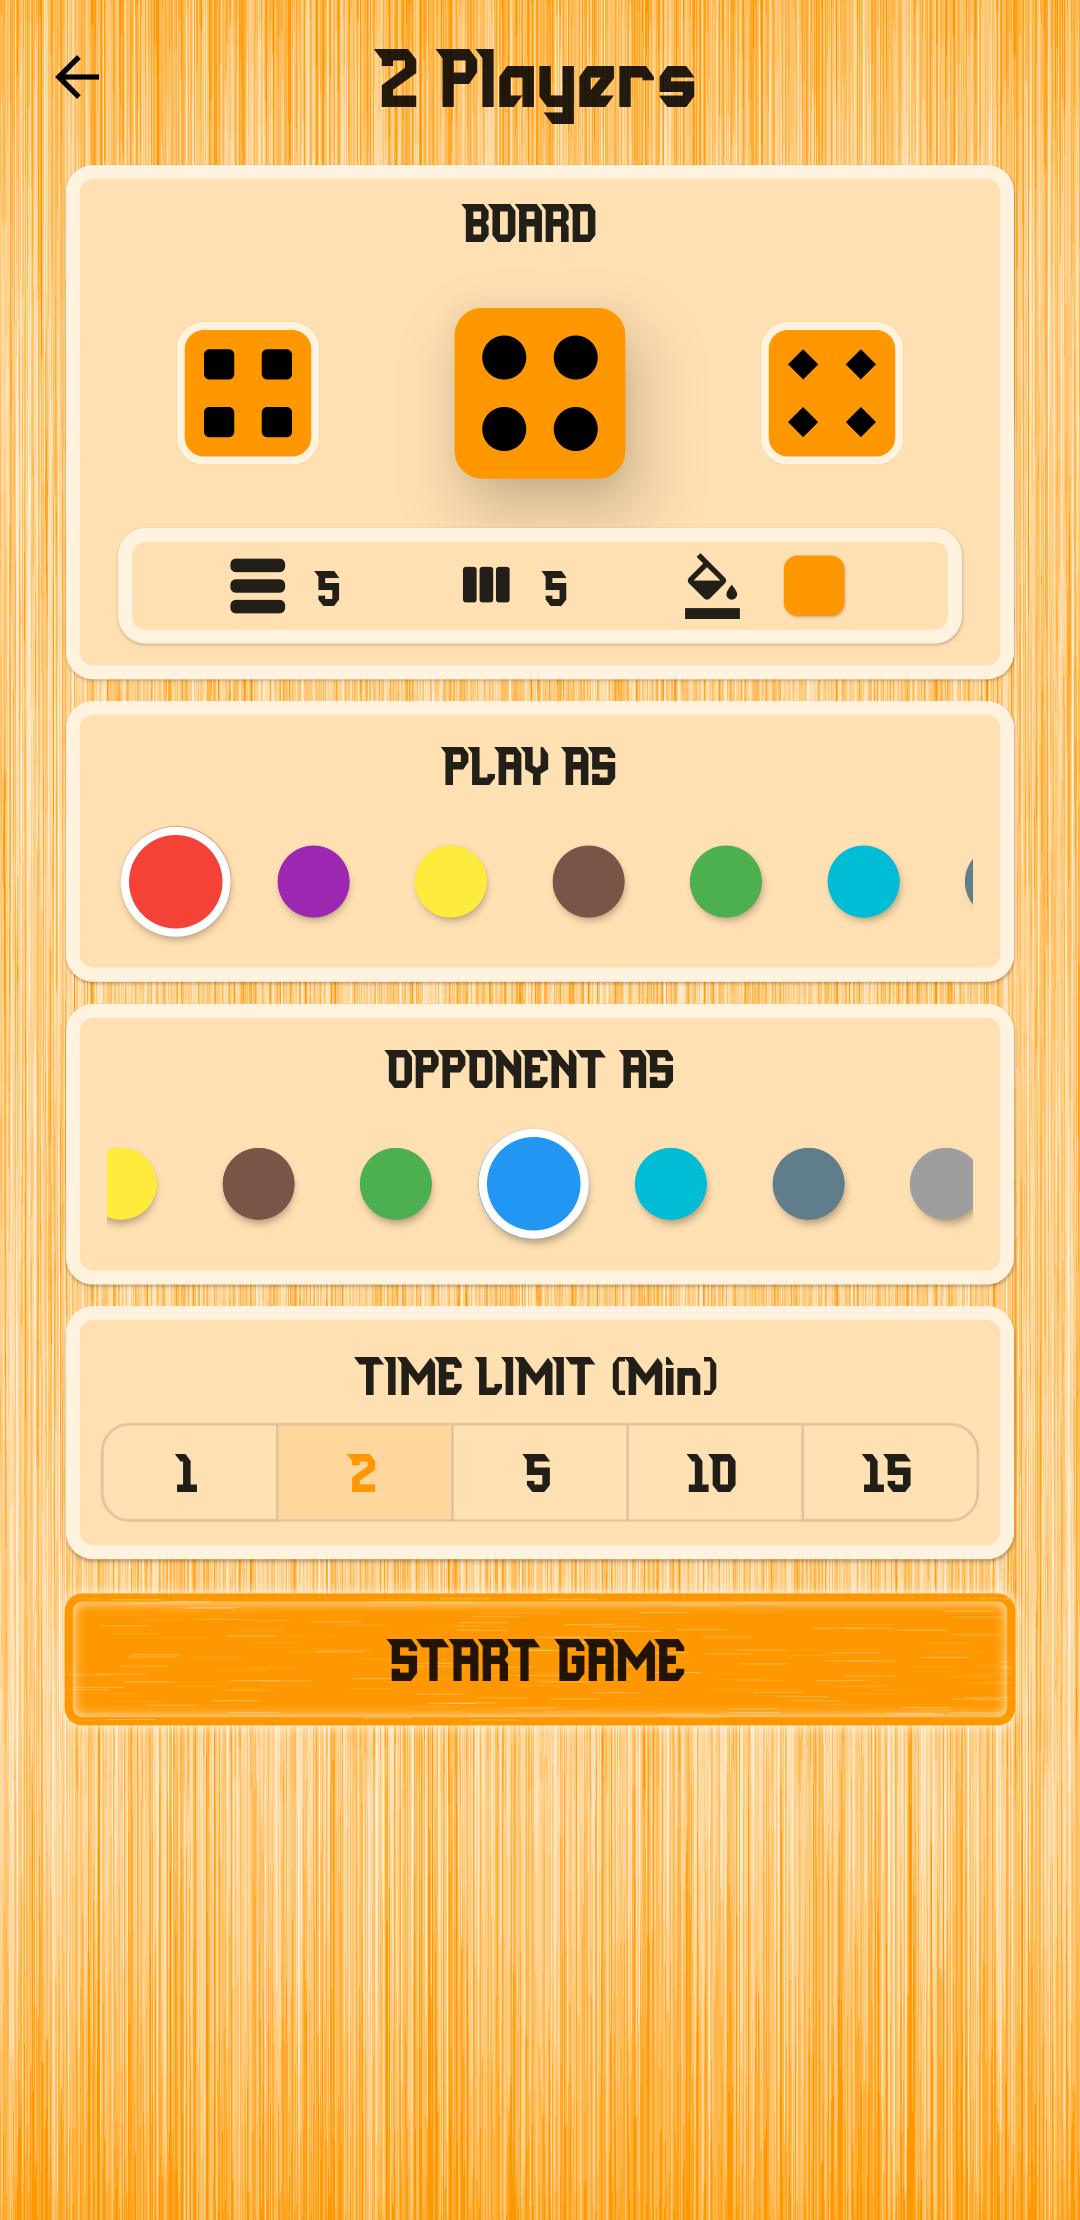 2 Players
BOARD
5 5
PLAY AS
OPPONENT AS
TIME LIMIT (Min)
1 2 5 10 15
START GAME